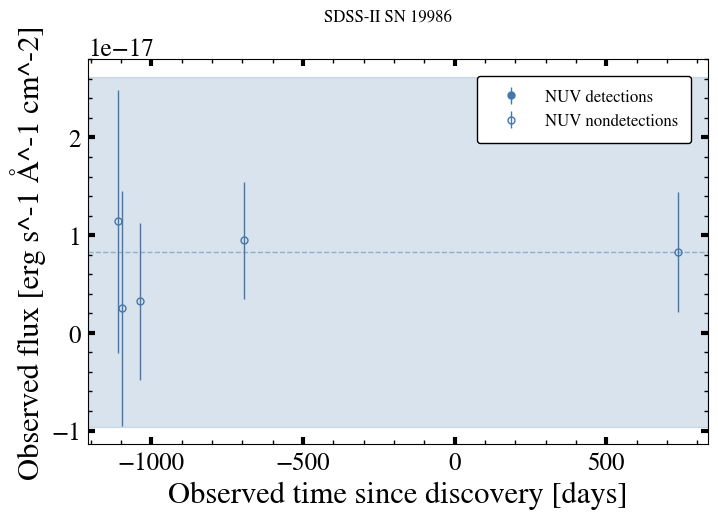 SDSS-II SN 19986
1e−17
Observed flux [erg s^-1 Å^-1 cm^-2]
2
1
0
−1
NUV detections
NUV nondetections
−1000 −500 0 500
Observed time since discovery [days]